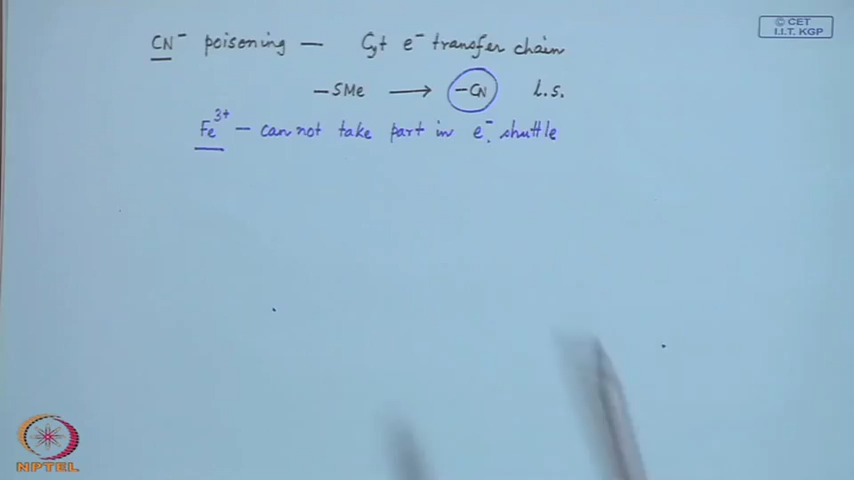 CN⁻ poisoning — Cyt e⁻ transfer chain
© CET
I.I.T. KGP
—SMe ⟶ —CN l.s.
Fe³⁺ — can not take part in e⁻ shuttle
NPTEL